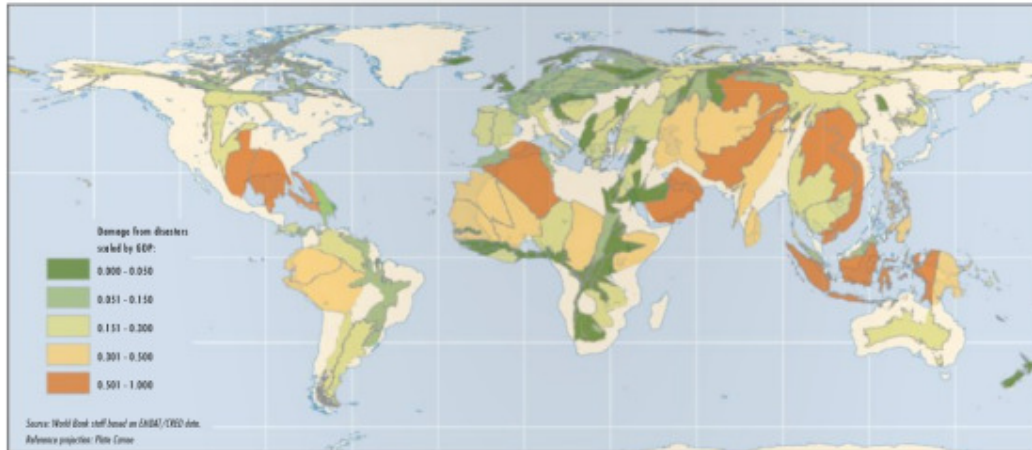 Damage from disasters
scaled by GDP:
0.000 - 0.050
0.051 - 0.150
0.151 - 0.300
0.301 - 0.500
0.501 - 1.000
Source: World Bank staff based on EMDAT/CRED data.
Reference projection: Plate Carree